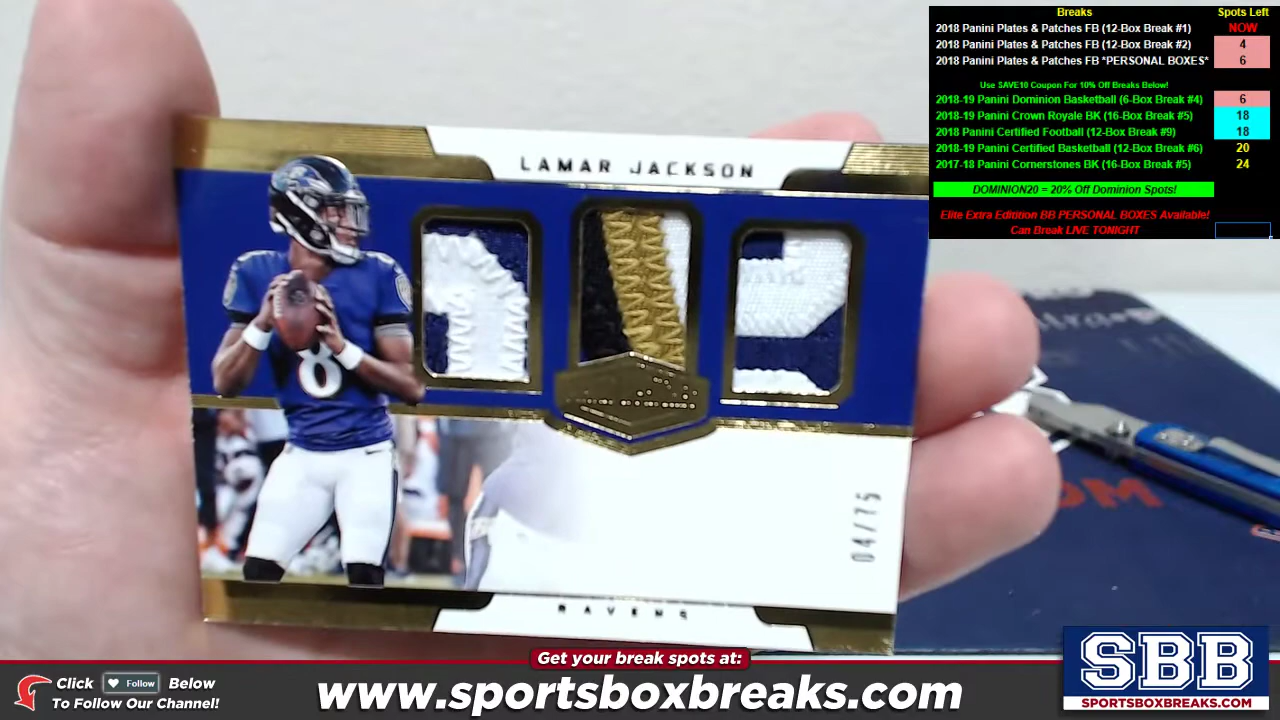 Breaks Spots Left
2018 Panini Plates & Patches FB (12-Box Break #1) NOW
2018 Panini Plates & Patches FB (12-Box Break #2) 4
2018 Panini Plates & Patches FB *PERSONAL BOXES* 6
Use SAVE10 Coupon For 10% Off Breaks Below!
2018-19 Panini Dominion Basketball (6-Box Break #4) 6
2018-19 Panini Crown Royale BK (16-Box Break #5) 18
2018 Panini Certified Football (12-Box Break #9) 18
2018-19 Panini Certified Basketball (12-Box Break #6) 20
2017-18 Panini Cornerstones BK (16-Box Break #5) 24
DOMINION20 = 20% Off Dominion Spots!
Elite Extra Edition BB PERSONAL BOXES Available!
Can Break LIVE TONIGHT
LAMAR JACKSON
8
04/75
RAVENS
Get your break spots at:
www.sportsboxbreaks.com
Click Follow Below
To Follow Our Channel!
SBB
SPORTSBOXBREAKS.COM